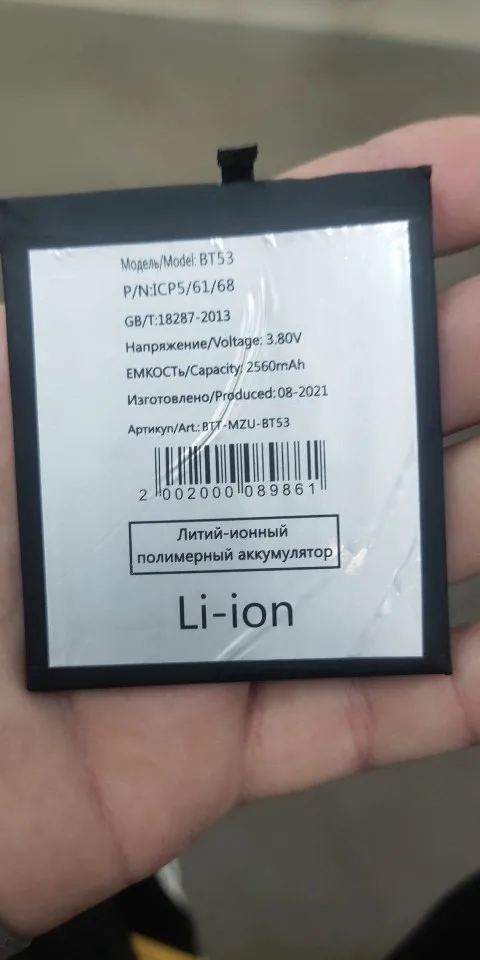 Модель/Model: BT53
P/N:ICP5/61/68
GB/T:18287-2013
Напряжение/Voltage: 3.80V
ЕМКОСТЬ/Capacity: 2560mAh
Изготовлено/Produced: 08-2021
Артикул/Art.: BTT-MZU-BT53
2 002000 089861
Литий-ионный
полимерный аккумулятор
Li-ion